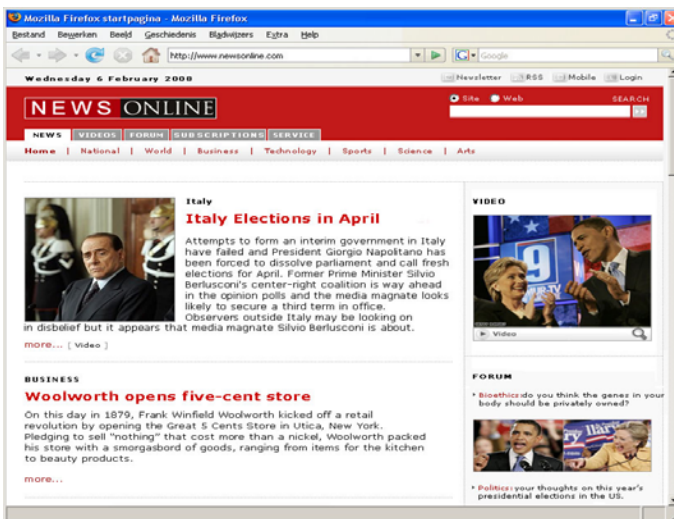 Mozilla Firefox startpagina - Mozilla Firefox
Bestand Bewerken Beeld Geschiedenis Bladwijzers Extra Help
http://www.newsonline.com Google
Wednesday 6 February 2008 Newsletter RSS Mobile Login
NEWS ONLINE
Site Web SEARCH
NEWS VIDEOS FORUM SUBSCRIPTIONS SERVICE
Home | National | World | Business | Technology | Sports | Science | Arts
Italy
Italy Elections in April
Attempts to form an interim government in Italy
have failed and President Giorgio Napolitano has
been forced to dissolve parliament and call fresh
elections for April. Former Prime Minister Silvio
Berlusconi's center-right coalition is way ahead
in the opinion polls and the media magnate looks
likely to secure a third term in office.
Observers outside Italy may be looking on
in disbelief but it appears that media magnate Silvio Berlusconi is about.
more... [ Video ]
BUSINESS
Woolworth opens five-cent store
On this day in 1879, Frank Winfield Woolworth kicked off a retail
revolution by opening the Great 5 Cents Store in Utica, New York.
Pledging to sell "nothing" that cost more than a nickel, Woolworth packed
his store with a smorgasbord of goods, ranging from items for the kitchen
to beauty products.
more...
VIDEO
9
Video
FORUM
Bioethics:do you think the genes in your
body should be privately owned?
Politics:your thoughts on this year's
presidential elections in the US.